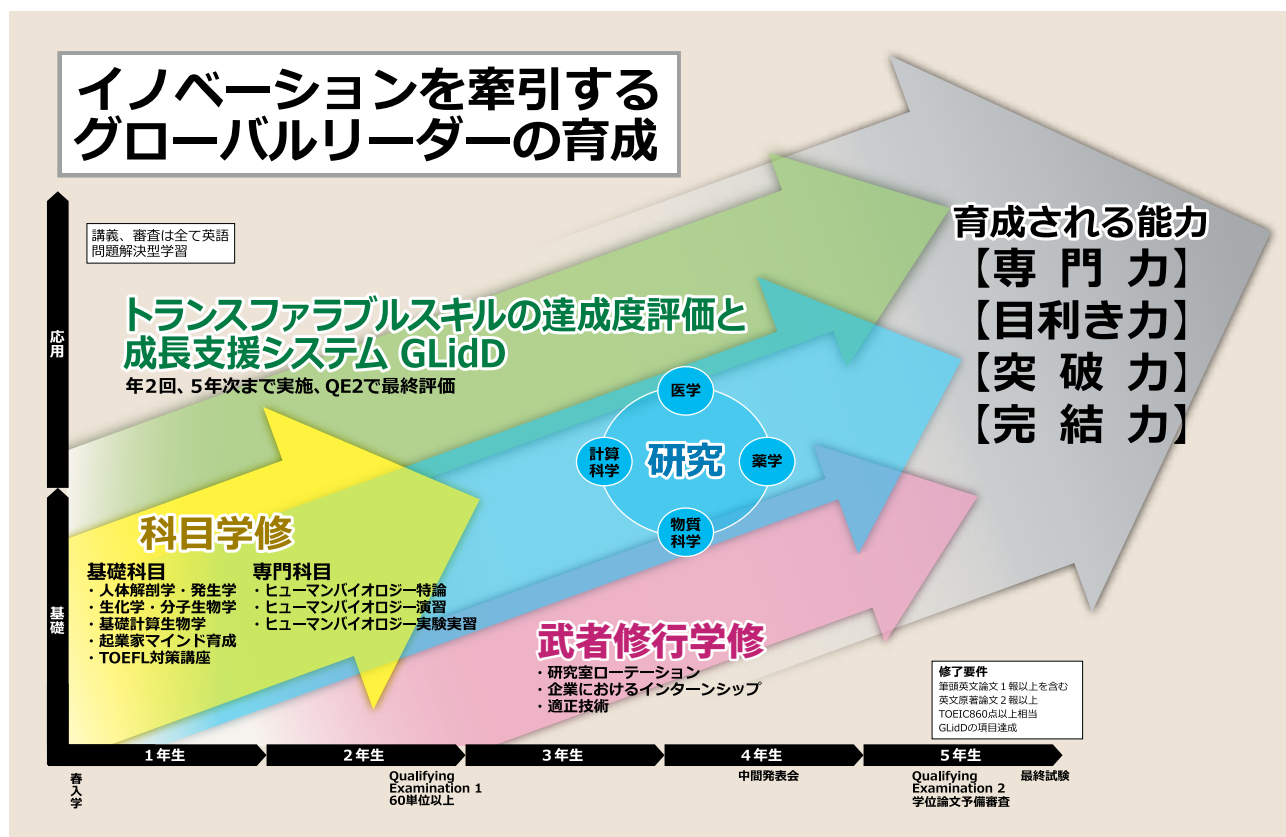 イノベーションを牽引する
グローバルリーダーの育成
講義、審査は全て英語
問題解決型学習
応用
基礎
トランスファラブルスキルの達成度評価と
成長支援システム GLidD
年2回、5年次まで実施、QE2で最終評価
育成される能力
【専門力】
【目利き力】
【突破力】
【完結力】
医学
計算
科学
研究
薬学
物質
科学
科目学修
基礎科目
・人体解剖学・発生学
・生化学・分子生物学
・基礎計算生物学
・起業家マインド育成
・TOEFL対策講座
専門科目
・ヒューマンバイオロジー特論
・ヒューマンバイオロジー演習
・ヒューマンバイオロジー実験実習
武者修行学修
・研究室ローテーション
・企業におけるインターンシップ
・適正技術
修了要件
筆頭英文論文1報以上を含む
英文原著論文2報以上
TOEIC860点以上相当
GLidDの項目達成
1年生
2年生
3年生
4年生
5年生
春入学
Qualifying
Examination 1
60単位以上
中間発表会
Qualifying
Examination 2
学位論文予備審査
最終試験